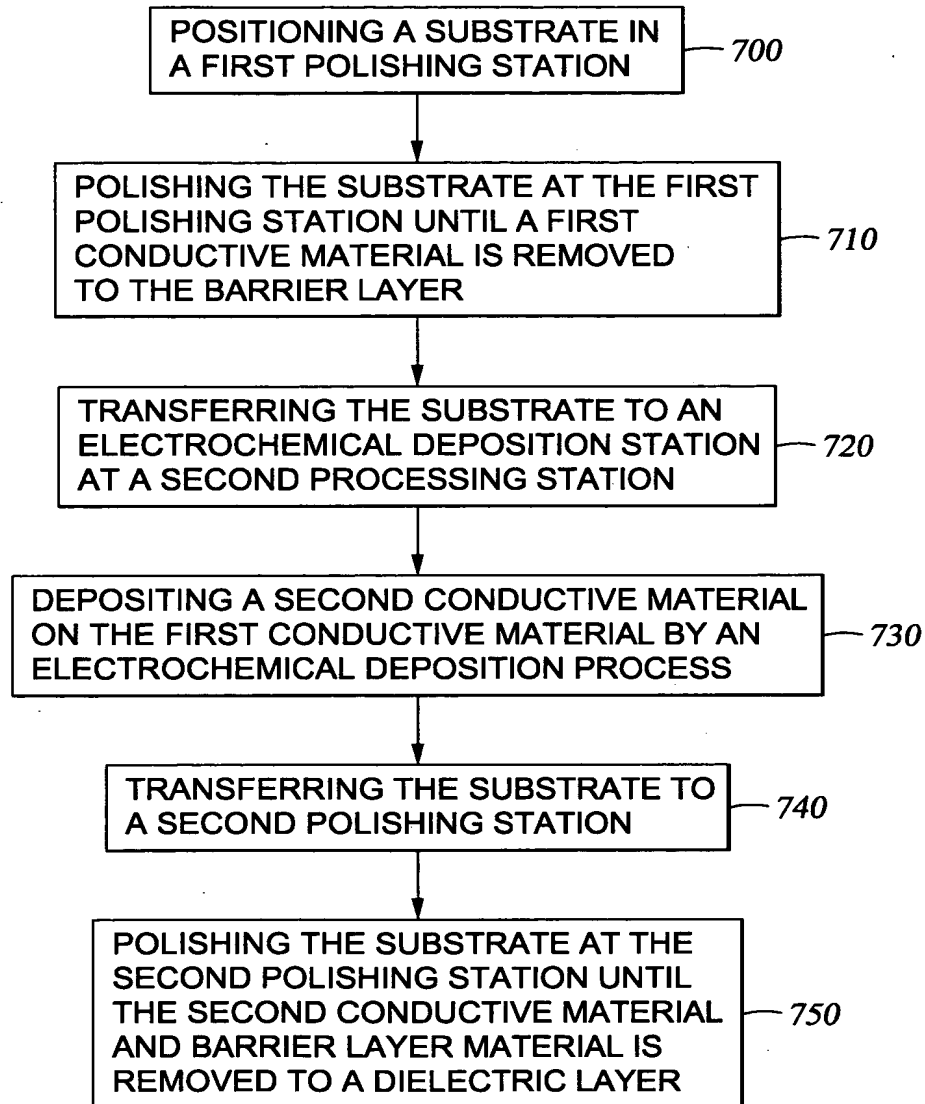 POSITIONING A SUBSTRATE IN
A FIRST POLISHING STATION
700
POLISHING THE SUBSTRATE AT THE FIRST
POLISHING STATION UNTIL A FIRST
CONDUCTIVE MATERIAL IS REMOVED
TO THE BARRIER LAYER
710
TRANSFERRING THE SUBSTRATE TO AN
ELECTROCHEMICAL DEPOSITION STATION
AT A SECOND PROCESSING STATION
720
DEPOSITING A SECOND CONDUCTIVE MATERIAL
ON THE FIRST CONDUCTIVE MATERIAL BY AN
ELECTROCHEMICAL DEPOSITION PROCESS
730
TRANSFERRING THE SUBSTRATE TO
A SECOND POLISHING STATION
740
POLISHING THE SUBSTRATE AT THE
SECOND POLISHING STATION UNTIL
THE SECOND CONDUCTIVE MATERIAL
AND BARRIER LAYER MATERIAL IS
REMOVED TO A DIELECTRIC LAYER
750